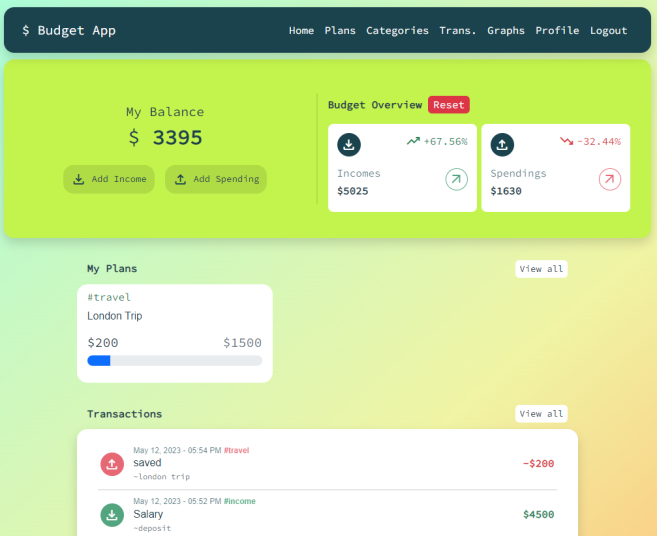 $ Budget App
Home Plans Categories Trans. Graphs Profile Logout
My Balance
$ 3395
Add Income Add Spending
Budget Overview Reset
+67.56%
Incomes
$5025
-32.44%
Spendings
$1630
My Plans View all
#travel
London Trip
$200 $1500
Transactions View all
May 12, 2023 - 05:54 PM #travel
saved
~london trip
-$200
May 12, 2023 - 05:52 PM #income
Salary
~deposit
$4500